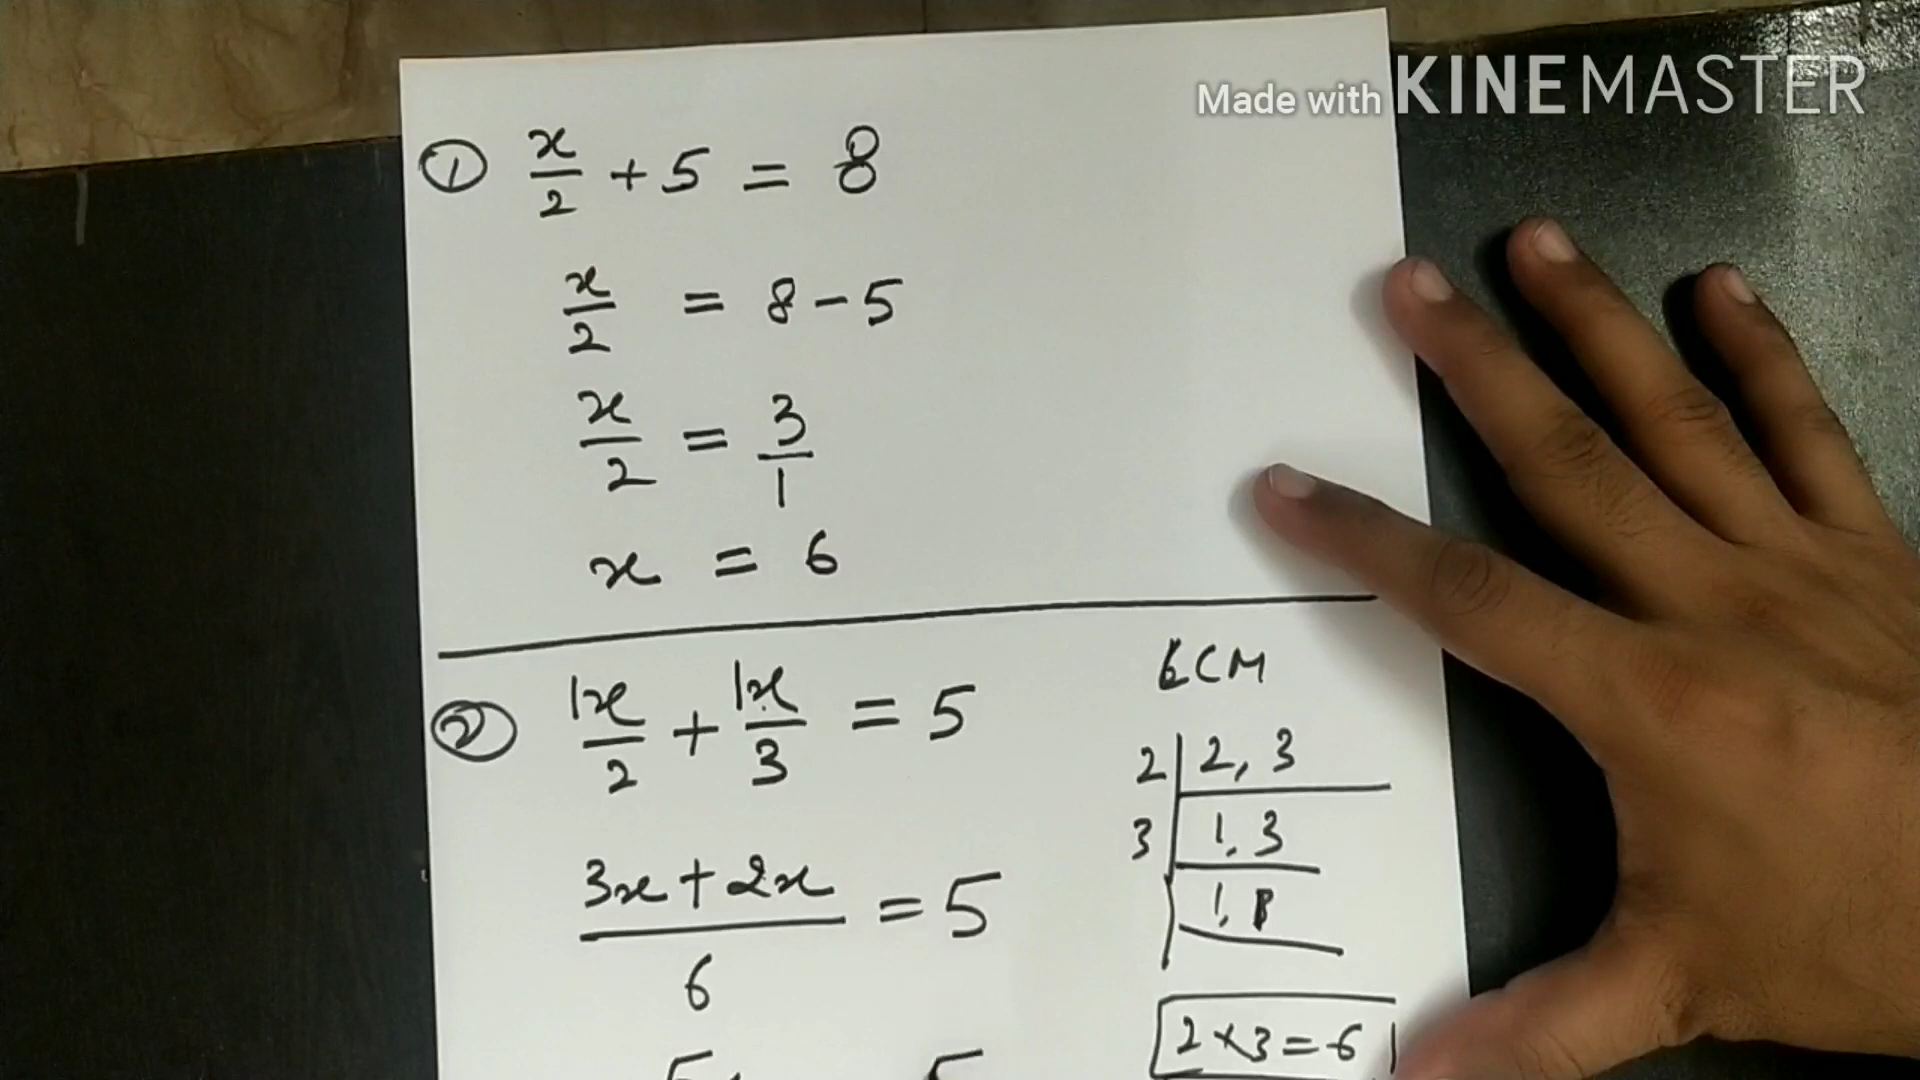 Made with KINEMASTER
① x/2 + 5 = 8
x/2 = 8 - 5
x/2 = 3/1
x = 6
② 1x/2 + 1x/3 = 5
(3x + 2x)/6 = 5
LCM
2 | 2, 3
3 | 1, 3
1, 1
2 × 3 = 6